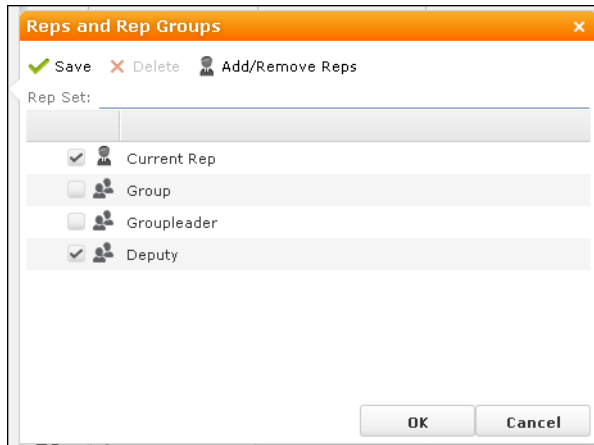 Reps and Rep Groups
Save Delete Add/Remove Reps
Rep Set:
Current Rep
Group
Groupleader
Deputy
OK Cancel